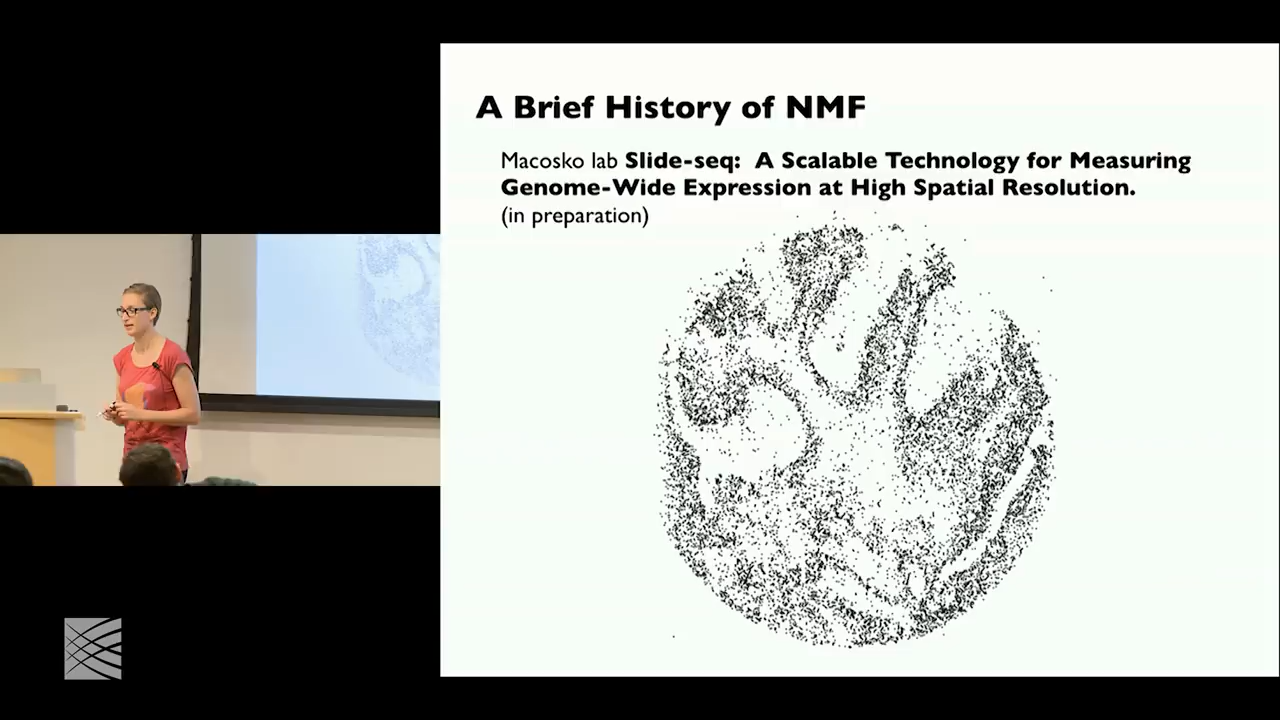 A Brief History of NMF
Macosko lab Slide-seq: A Scalable Technology for Measuring
Genome-Wide Expression at High Spatial Resolution.
(in preparation)